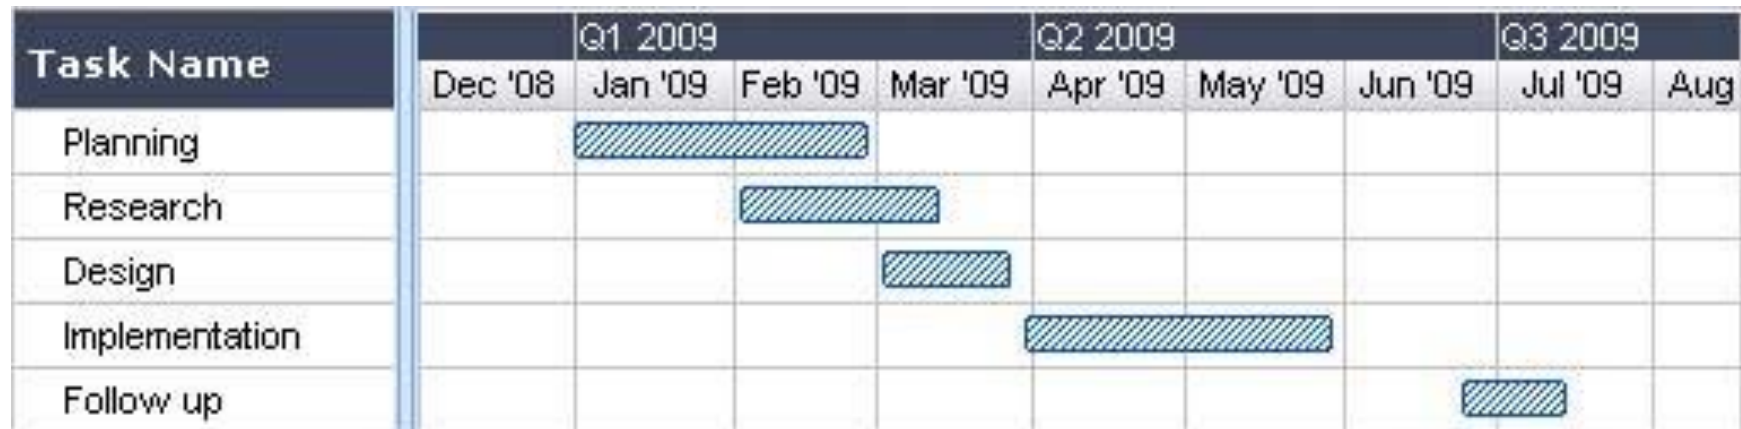 Task Name
Q1 2009 Q2 2009 Q3 2009
Dec '08 Jan '09 Feb '09 Mar '09 Apr '09 May '09 Jun '09 Jul '09 Aug
Planning
Research
Design
Implementation
Follow up